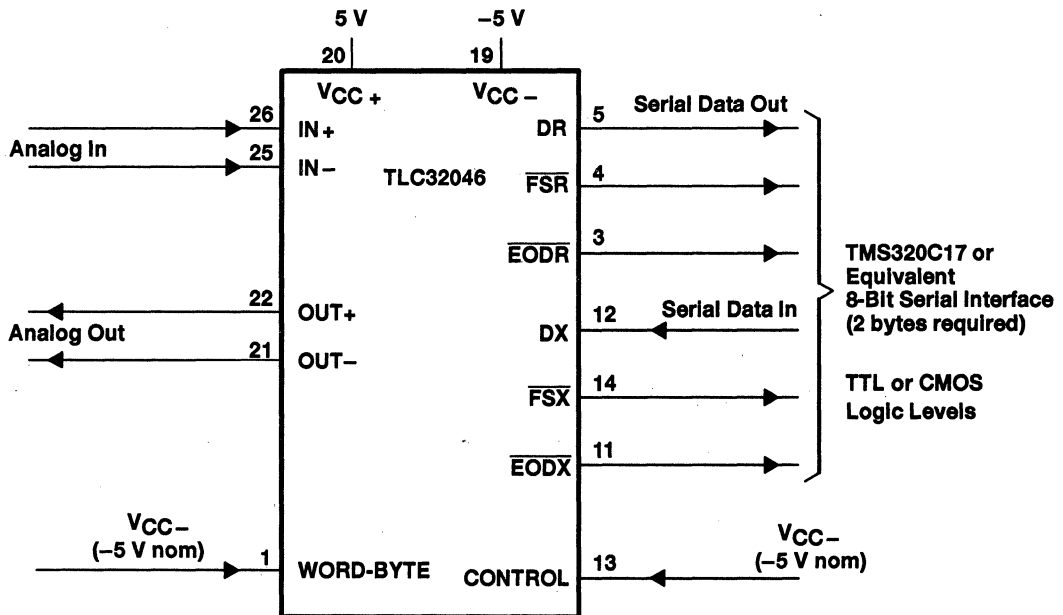 5 V
−5 V
20
19
VCC+
VCC−
26
IN+
Analog In
25
IN−
TLC32046
DR
5
Serial Data Out
FSR
4
EODR
3
22
OUT+
Analog Out
21
OUT−
DX
12
Serial Data In
FSX
14
EODX
11
TMS320C17 or
Equivalent
8-Bit Serial Interface
(2 bytes required)
TTL or CMOS
Logic Levels
VCC−
(−5 V nom)
1
WORD-BYTE
CONTROL
13
VCC−
(−5 V nom)